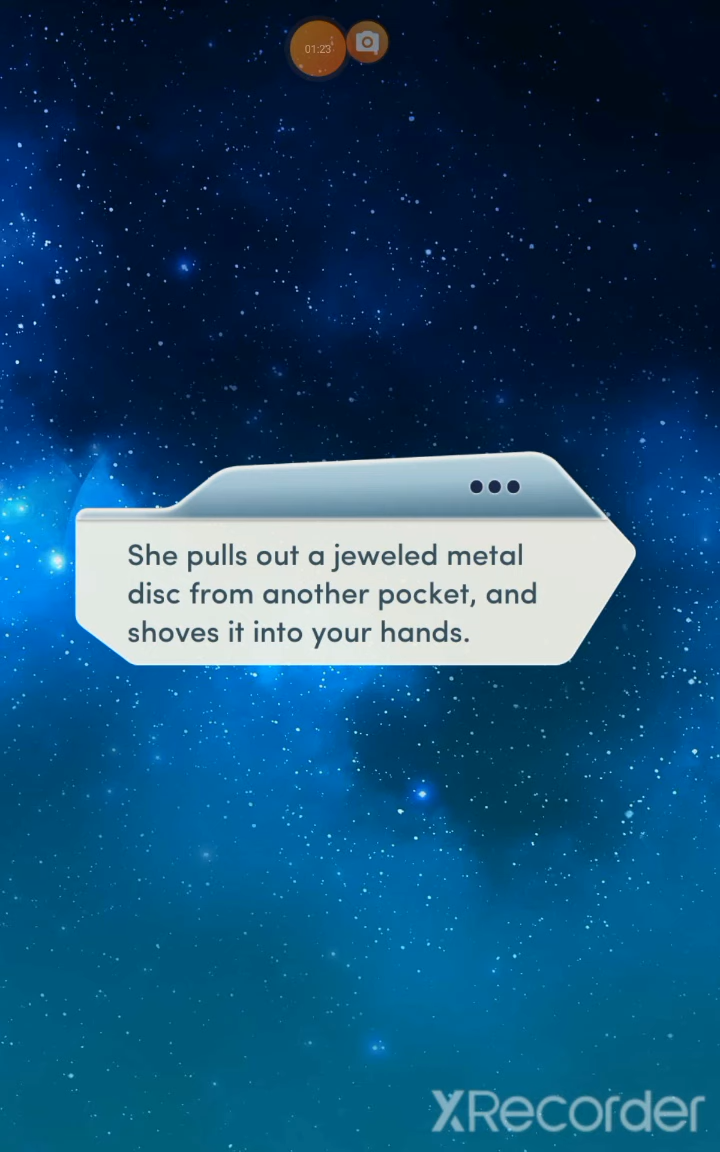 01:23
She pulls out a jeweled metal
disc from another pocket, and
shoves it into your hands.
XRecorder